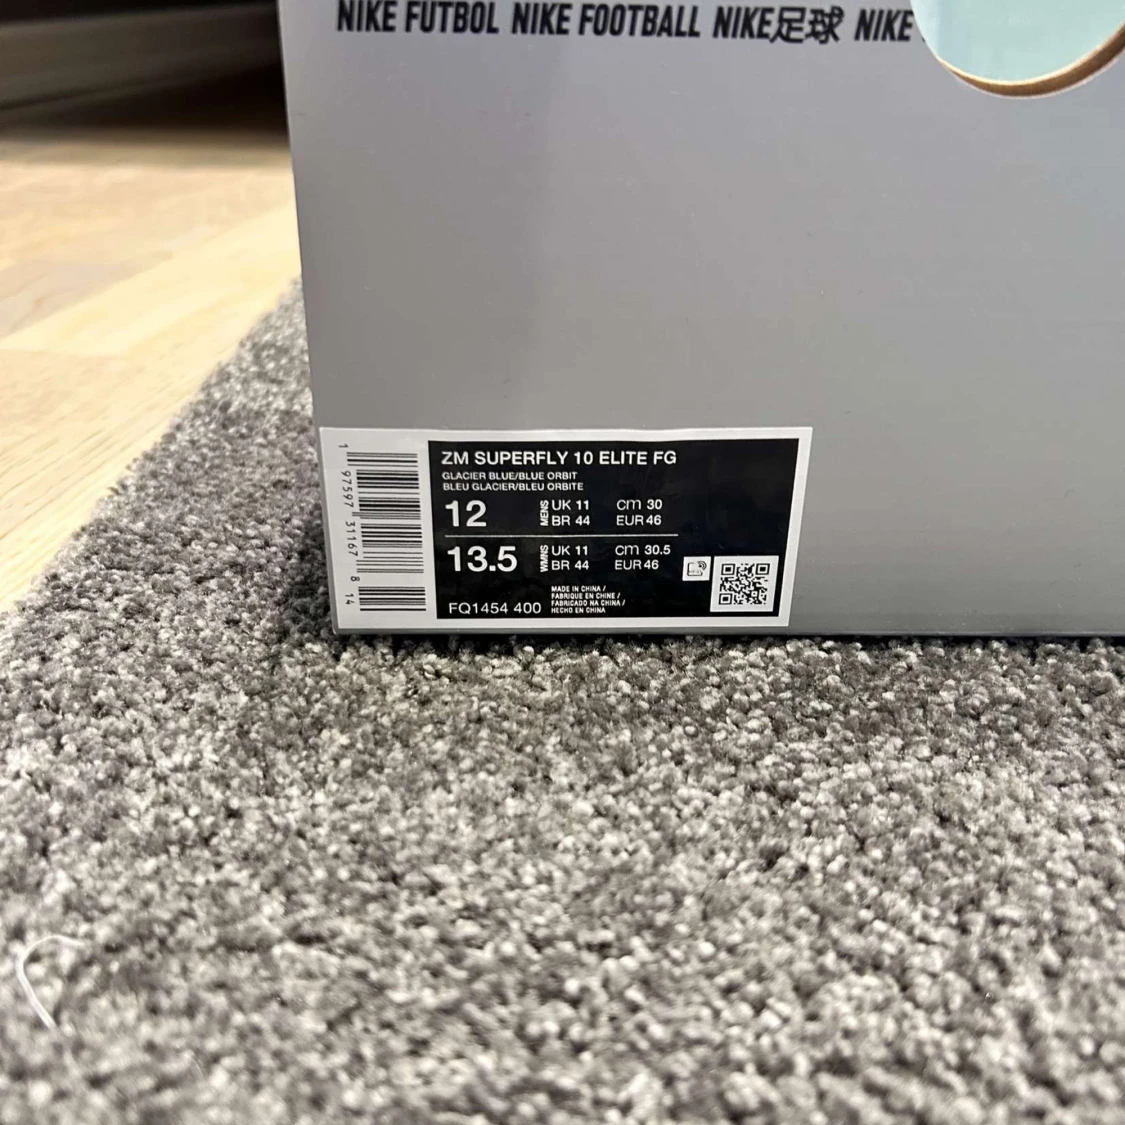 NIKE FUTBOL NIKE FOOTBALL NIKE足球 NIKE
ZM SUPERFLY 10 ELITE FG
GLACIER BLUE/BLUE ORBIT
BLEU GLACIER/BLEU ORBITE
12 MENS UK 11 cm 30
BR 44 EUR 46
13.5 WMNS UK 11 cm 30.5
BR 44 EUR 46
FQ1454 400
MADE IN CHINA /
FABRIQUE EN CHINE /
FABRICADO NA CHINA /
HECHO EN CHINA
1 97597 31167 8 14